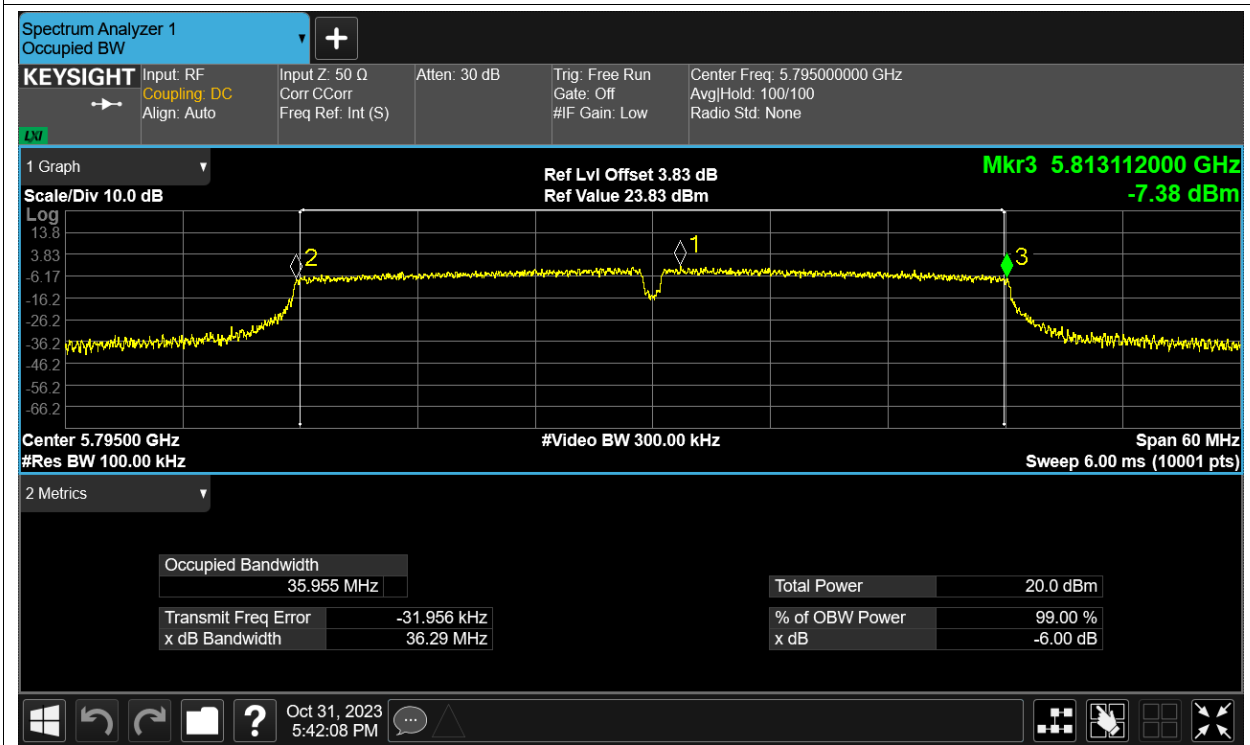 Spectrum Analyzer 1
Occupied BW
KEYSIGHT
LXI
Input: RF
Coupling: DC
Align: Auto
Input Z: 50 Ω
Corr CCorr
Freq Ref: Int (S)
Atten: 30 dB
Trig: Free Run
Gate: Off
#IF Gain: Low
Center Freq: 5.795000000 GHz
Avg|Hold: 100/100
Radio Std: None
1 Graph
Scale/Div 10.0 dB
Ref Lvl Offset 3.83 dB
Ref Value 23.83 dBm
Mkr3 5.813112000 GHz
-7.38 dBm
Log
13.8
3.83
-6.17
-16.2
-26.2
-36.2
-46.2
-56.2
-66.2
2
1
3
Center 5.79500 GHz
#Res BW 100.00 kHz
#Video BW 300.00 kHz
Span 60 MHz
Sweep 6.00 ms (10001 pts)
2 Metrics
Occupied Bandwidth
35.955 MHz
Transmit Freq Error -31.956 kHz
x dB Bandwidth 36.29 MHz
Total Power 20.0 dBm
% of OBW Power 99.00 %
x dB -6.00 dB
?
Oct 31, 2023
5:42:08 PM